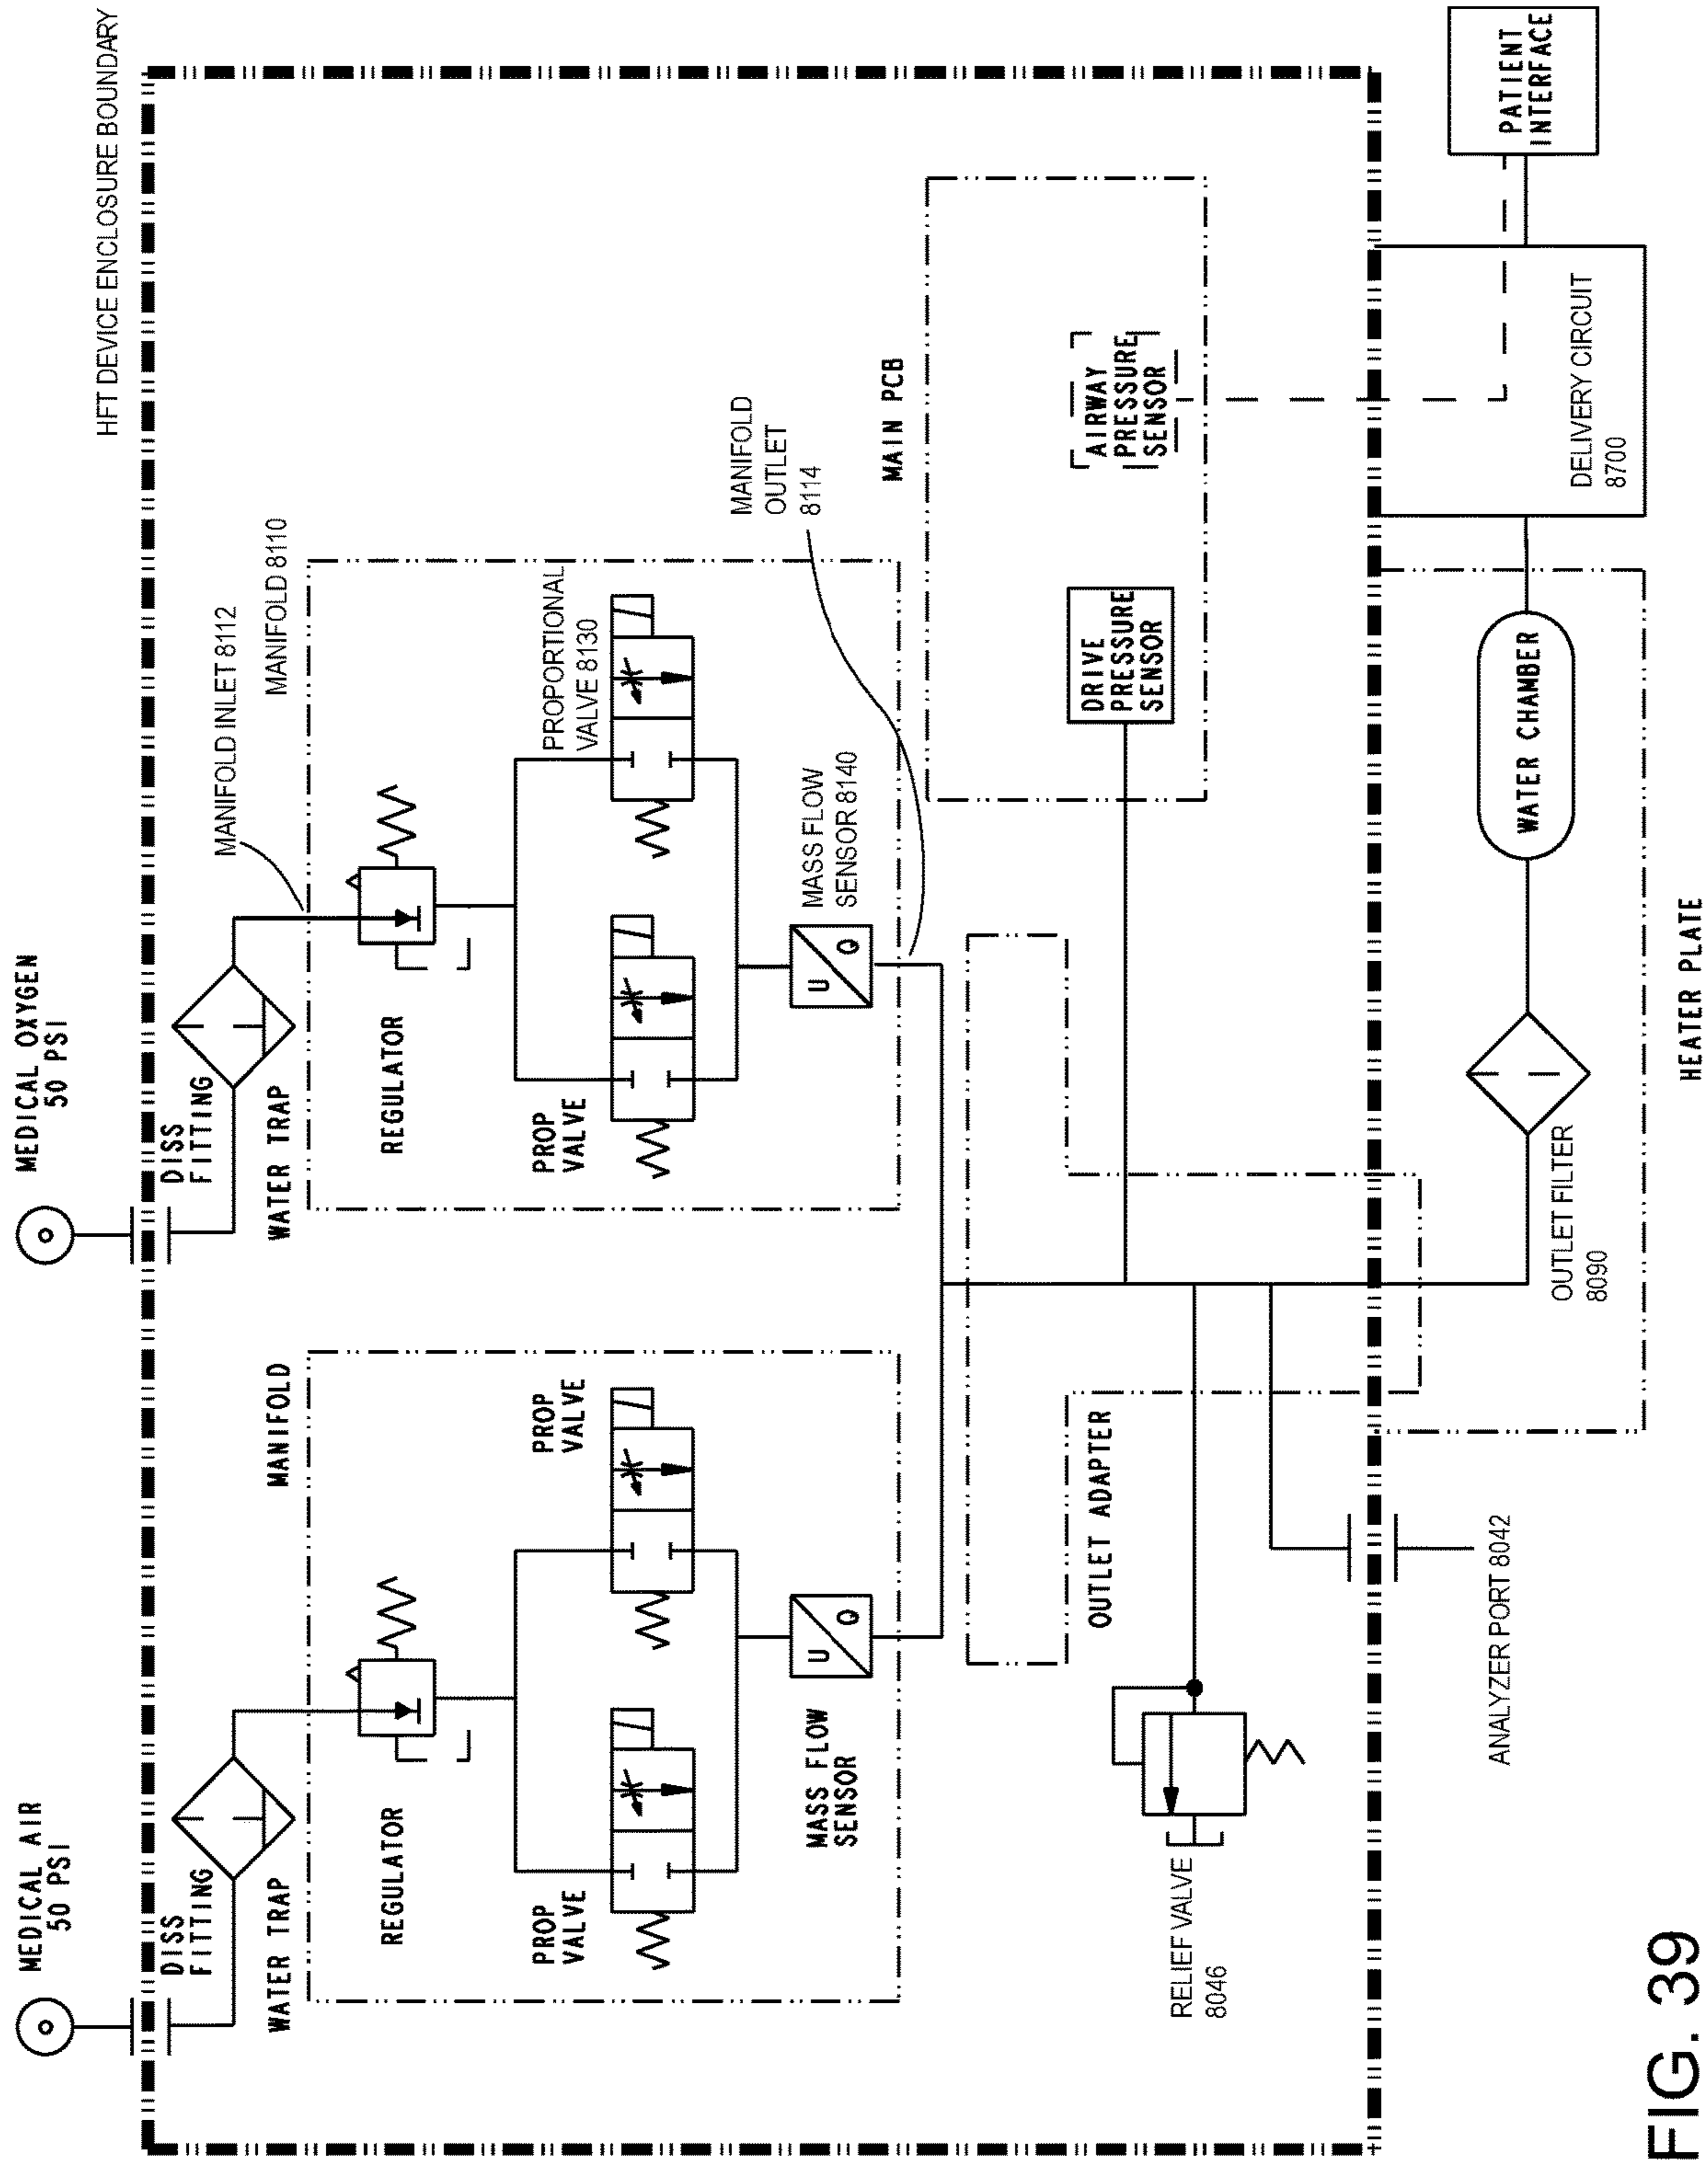 HFT DEVICE ENCLOSURE BOUNDARY
MEDICAL AIR
50 PSI
MEDICAL OXYGEN
50 PSI
DISS
FITTING
WATER TRAP
DISS
FITTING
WATER TRAP
MANIFOLD INLET 8112
MANIFOLD
MANIFOLD 8110
REGULATOR
REGULATOR
PROP
VALVE
PROP
VALVE
PROP
VALVE
PROPORTIONAL
VALVE 8130
U
Q
MASS FLOW
SENSOR
U
Q
MASS FLOW
SENSOR 8140
MANIFOLD
OUTLET
8114
MAIN PCB
DRIVE
PRESSURE
SENSOR
AIRWAY
PRESSURE
SENSOR
OUTLET ADAPTER
RELIEF VALVE
8046
ANALYZER PORT 8042
OUTLET FILTER
8090
WATER CHAMBER
HEATER PLATE
DELIVERY CIRCUIT
8700
PATIENT
INTERFACE
FIG. 39